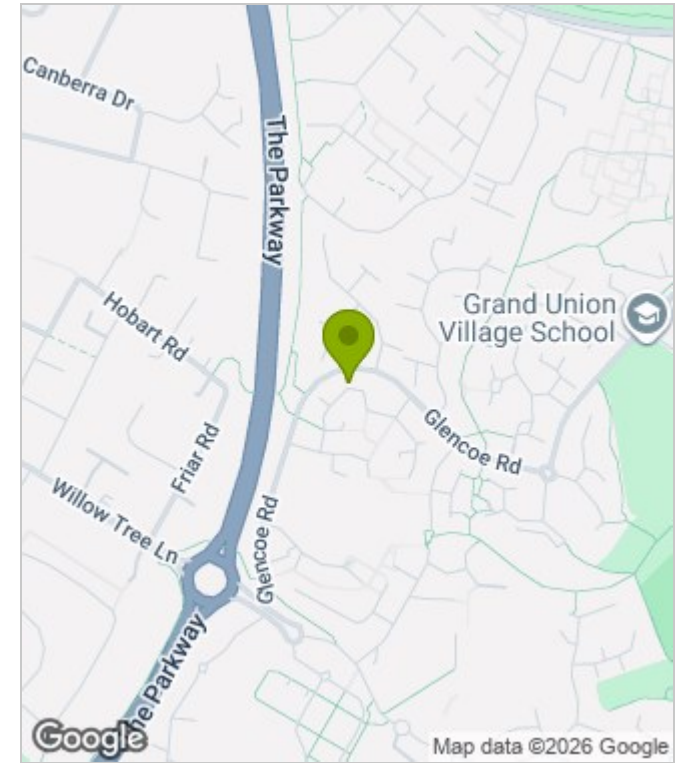 Canberra Dr
The Parkway
Hobart Rd
Grand Union
Village School
Glencoe Rd
Friar Rd
Willow Tree Ln
Glencoe Rd
The Parkway
Google
Map data ©2026 Google